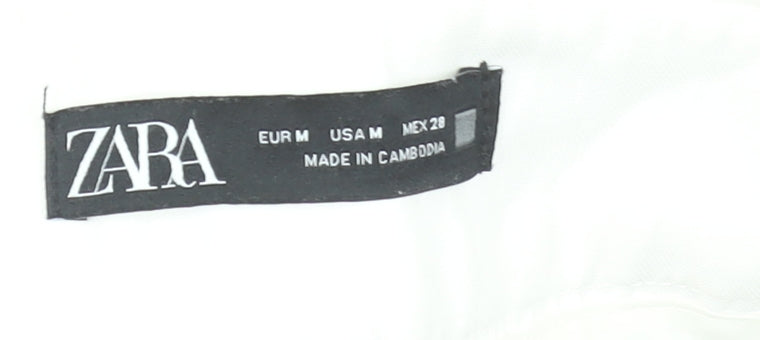 ZARA
EUR M USA M MEX 28
MADE IN CAMBODIA